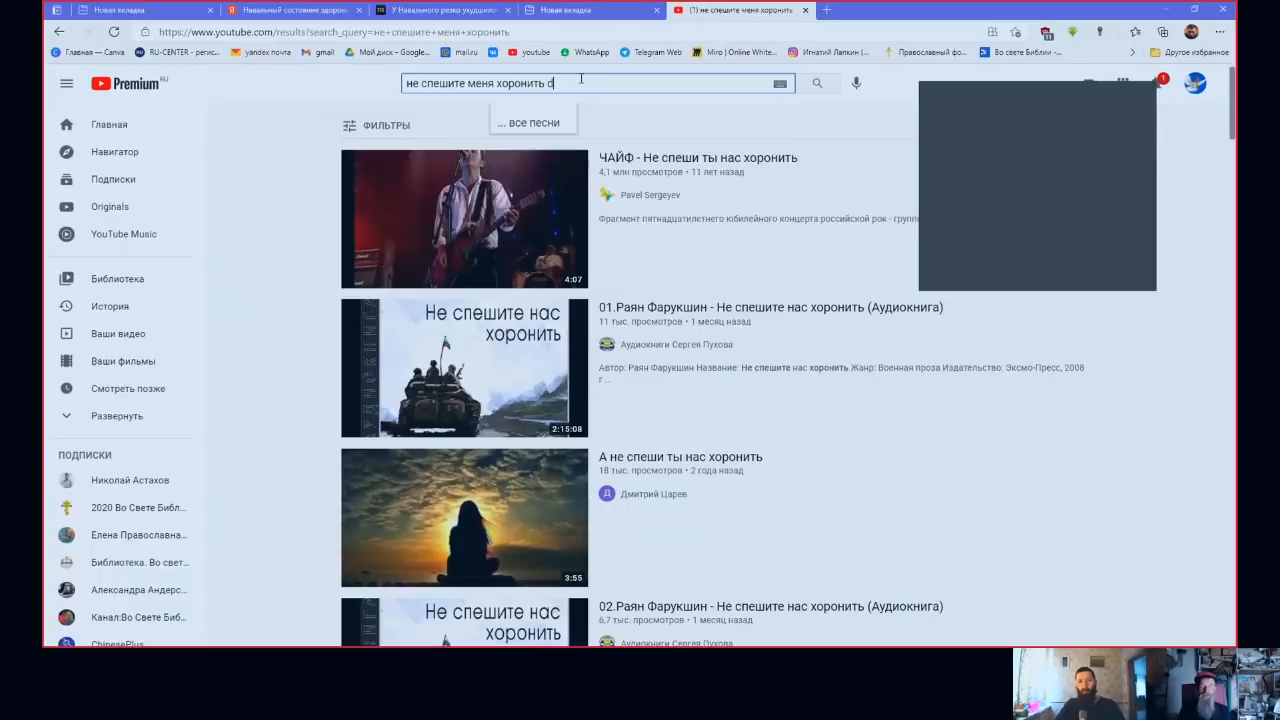 Новая вкладка
Навальный состояние здоровь
У Навального резко ухудшило
Новая вкладка
(1) не спешите меня хоронить
https://www.youtube.com/results?search_query=не+спешите+меня+хоронить
Главная — Canva
RU-CENTER - регис...
yandex почта
gmail
Мой диск – Google...
mail.ru
youtube
WhatsApp
Telegram Web
Miro | Online White...
Игнатий Лапкин (...
Православный фо...
Во свете Библии -...
Другое избранное
Premium RU
не спешите меня хоронить d
1
... все песни
ФИЛЬТРЫ
Главная
Навигатор
Подписки
Originals
YouTube Music
Библиотека
История
Ваши видео
Ваши фильмы
Смотреть позже
Развернуть
ПОДПИСКИ
Николай Астахов
2020 Во Свете Библ...
Елена Православна...
Библиотека. Во свет...
Александра Андерс...
Канал:Во Свете Биб...
ChinesePlus
ЧАЙФ - Не спеши ты нас хоронить
4,1 млн просмотров • 11 лет назад
Pavel Sergeyev
Фрагмент пятнадцатилетнего юбилейного концерта российской рок - группы
4:07
Не спешите нас
хоронить
2:15:08
01.Раян Фарукшин - Не спешите нас хоронить (Аудиокнига)
11 тыс. просмотров • 1 месяц назад
Аудиокниги Сергея Пухова
Автор: Раян Фарукшин Название: Не спешите нас хоронить Жанр: Военная проза Издательство: Эксмо-Пресс, 2008
г ...
А не спеши ты нас хоронить
18 тыс. просмотров • 2 года назад
Д
Дмитрий Царев
3:55
Не спешите нас
хоронить
02.Раян Фарукшин - Не спешите нас хоронить (Аудиокнига)
6,7 тыс. просмотров • 1 месяц назад
Аудиокниги Сергея Пухова